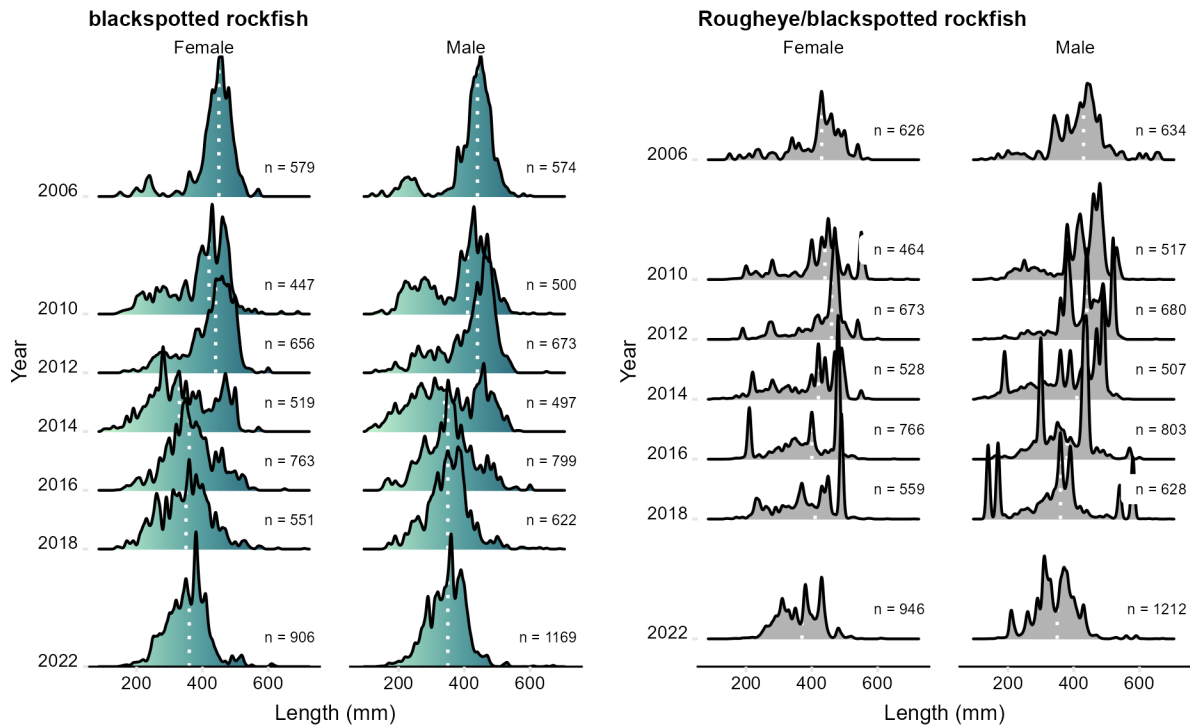 blackspotted rockfish
Female
Male
2006
n = 579
n = 574
2010
n = 447
n = 500
2012
n = 656
n = 673
2014
n = 519
n = 497
2016
n = 763
n = 799
2018
n = 551
n = 622
2022
n = 906
n = 1169
Year
200 400 600
200 400 600
Length (mm)
Rougheye/blackspotted rockfish
Female
Male
2006
n = 626
n = 634
2010
n = 464
n = 517
2012
n = 673
n = 680
2014
n = 528
n = 507
2016
n = 766
n = 803
2018
n = 559
n = 628
2022
n = 946
n = 1212
Year
200 400 600
200 400 600
Length (mm)